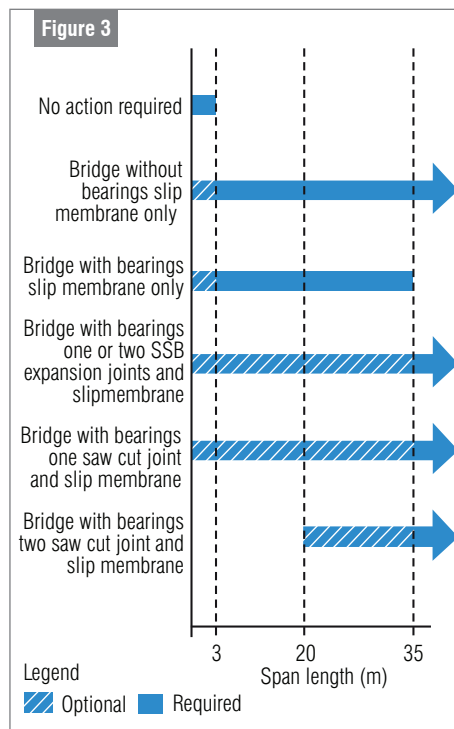 Figure 3
No action required
Bridge without
bearings slip
membrane only
Bridge with bearings
slip membrane only
Bridge with bearings
one or two SSB
expansion joints and
slipmembrane
Bridge with bearings
one saw cut joint
and slip membrane
Bridge with bearings
two saw cut joint and
slip membrane
3 20 35
Span length (m)
Legend
Optional Required